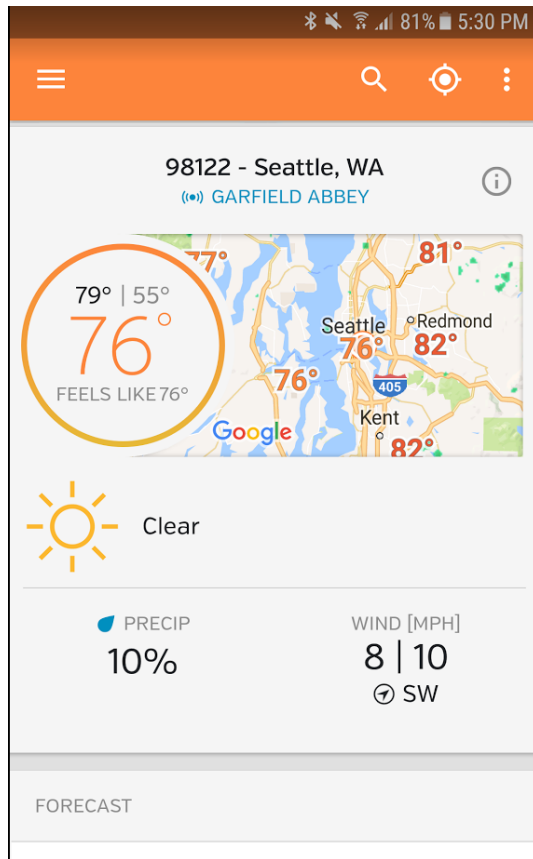 81% 5:30 PM
98122 - Seattle, WA
GARFIELD ABBEY
77°
81°
79° | 55°
76°
FEELS LIKE 76°
Seattle
Redmond
76°
82°
76°
405
Kent
Google
82°
Clear
PRECIP
10%
WIND [MPH]
8 | 10
SW
FORECAST